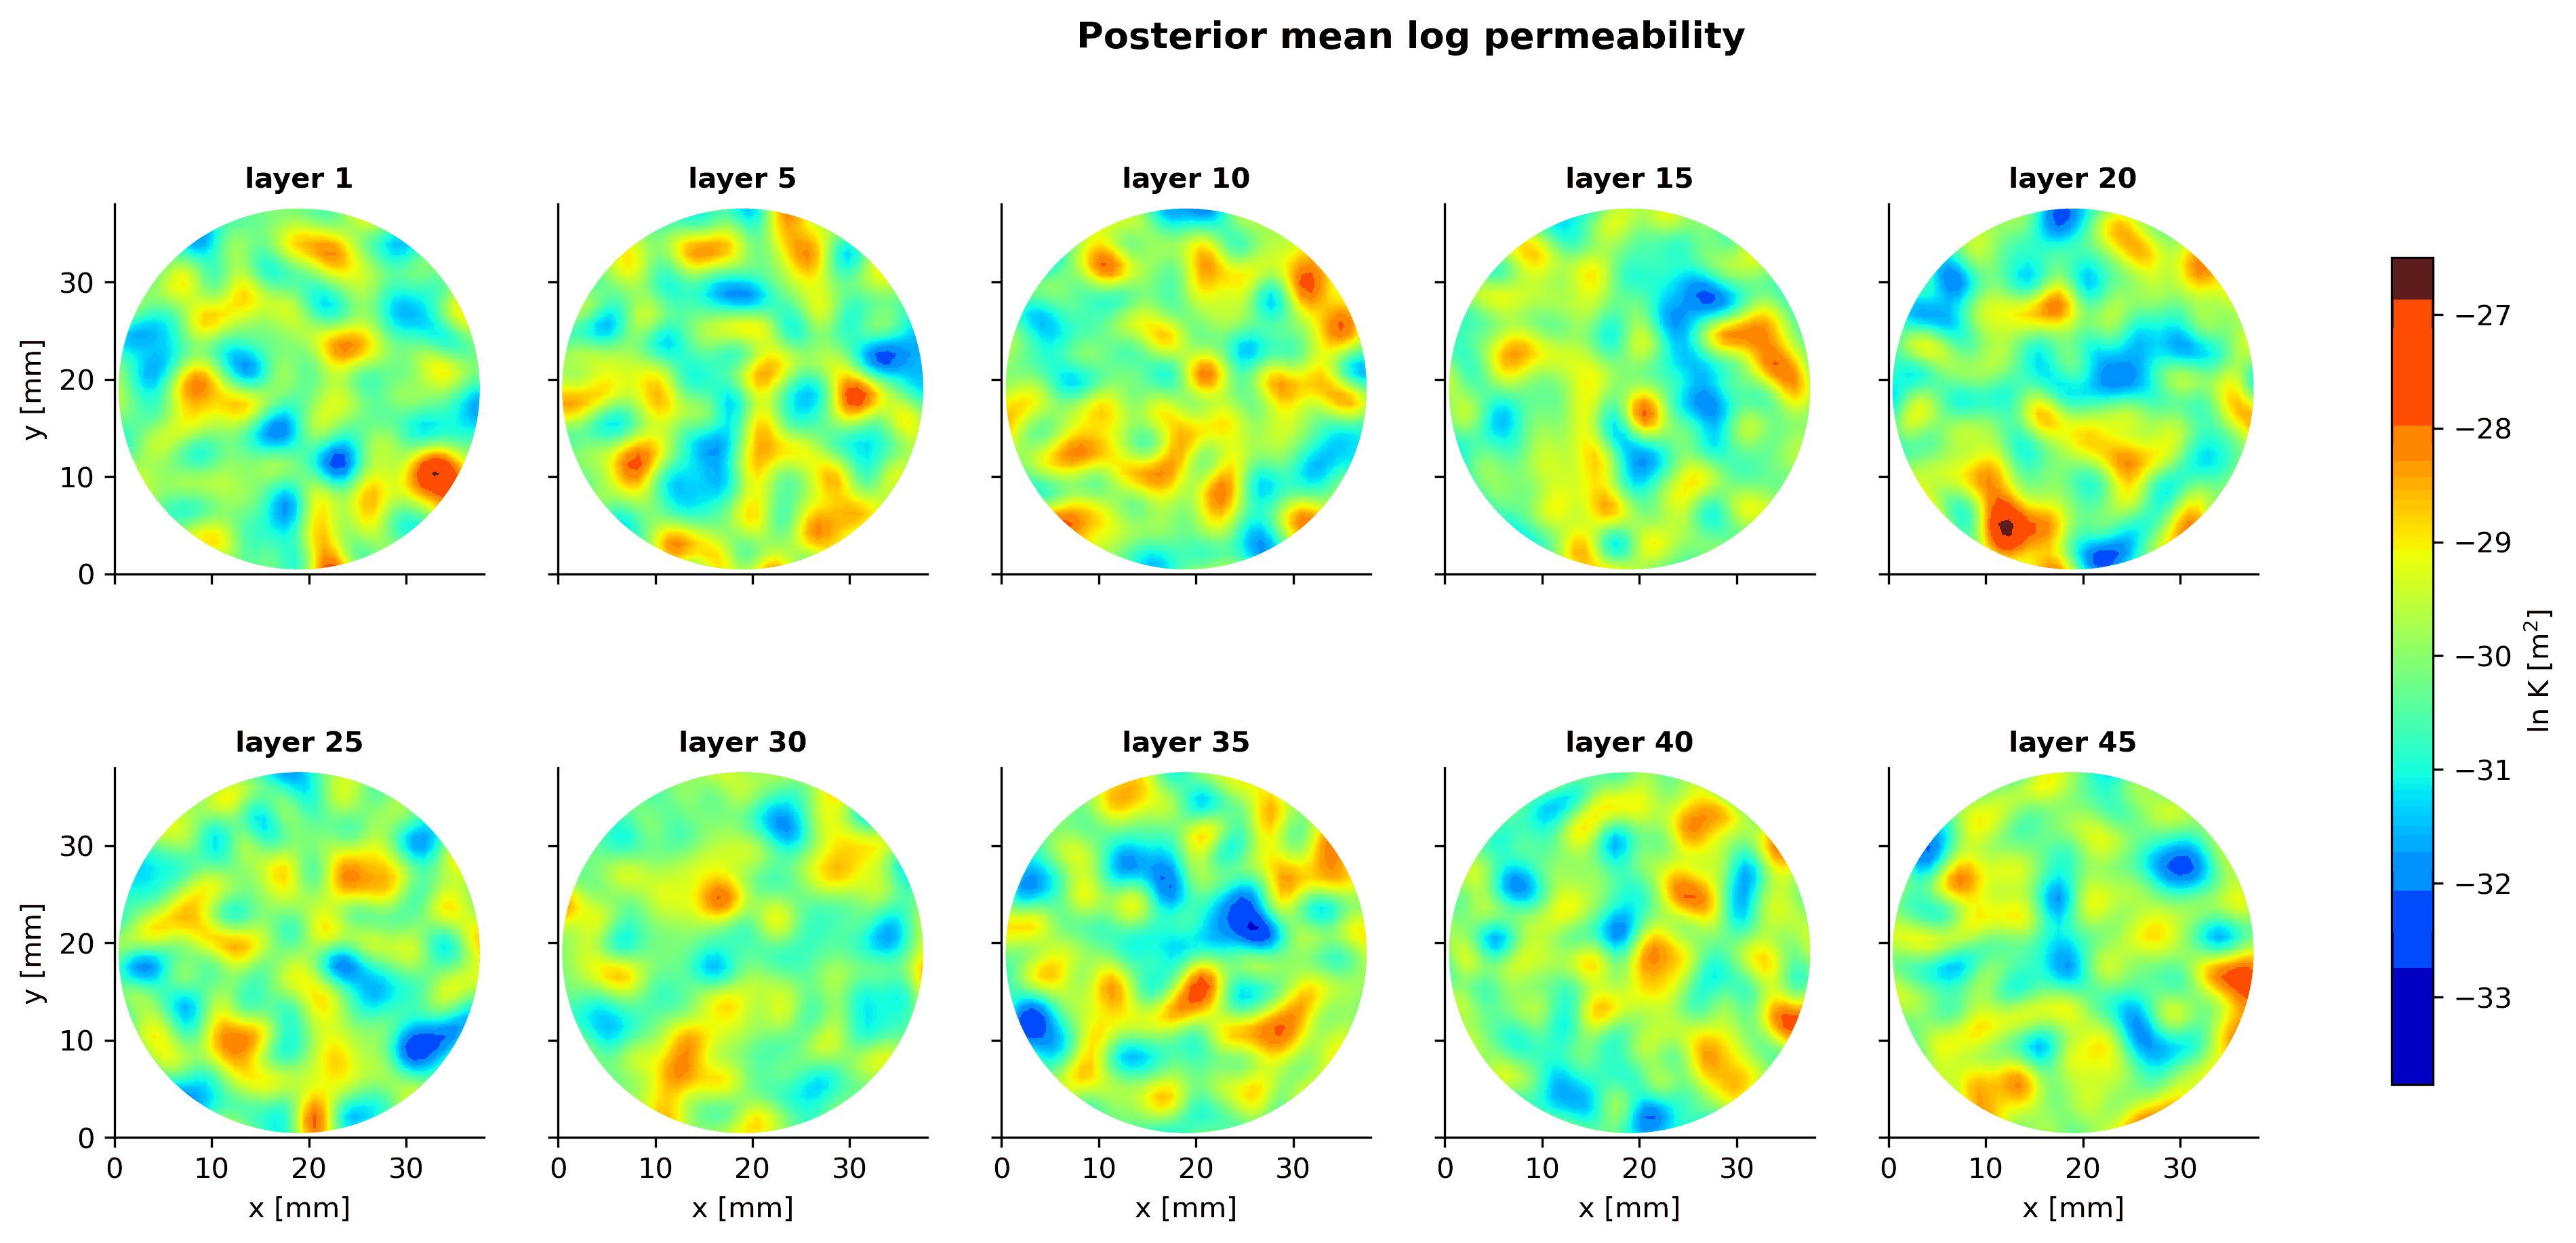 Posterior mean log permeability
layer 1
layer 5
layer 10
layer 15
layer 20
30
20
10
0
y [mm]
layer 25
layer 30
layer 35
layer 40
layer 45
30
20
10
0
y [mm]
0 10 20 30
0 10 20 30
0 10 20 30
0 10 20 30
0 10 20 30
x [mm]
x [mm]
x [mm]
x [mm]
x [mm]
−27
−28
−29
−30
−31
−32
−33
ln K [m²]